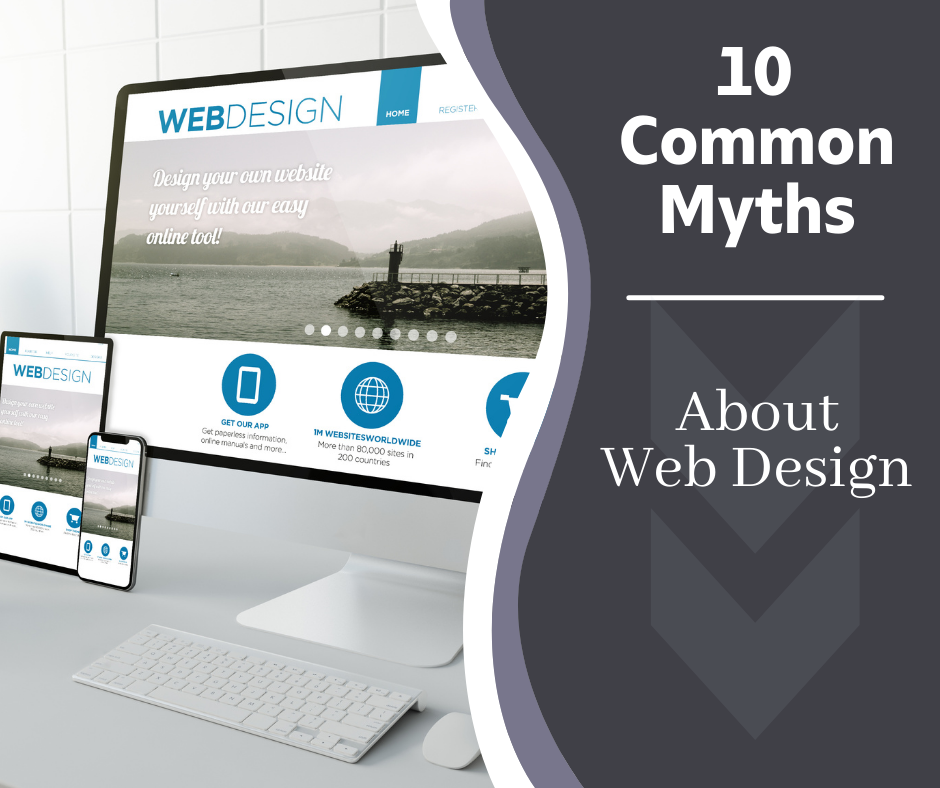 WEBDESIGN
HOME
Design your own website
yourself with our easy
online tool!
GET OUR APP
Get paperless information,
online manuals and more...
1M WEBSITESWORLDWIDE
More than 80,000 sites in
200 countries
WEBDESIGN
WEBDESIGN
10
Common
Myths
About
Web Design